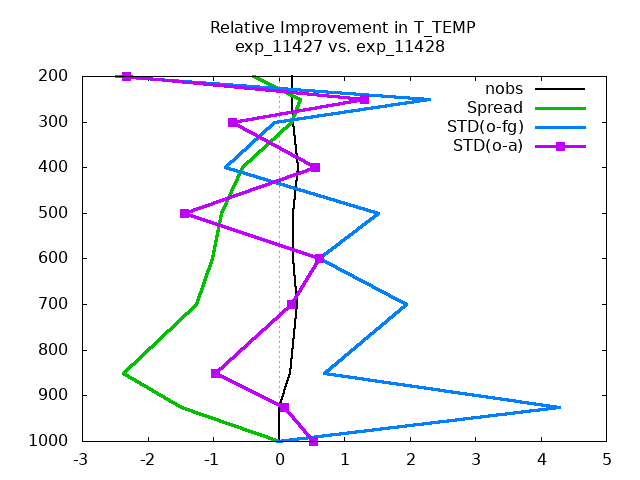 Relative Improvement in T_TEMP
exp_11427 vs. exp_11428
nobs
Spread
STD(o-fg)
STD(o-a)
200
300
400
500
600
700
800
900
1000
-3 -2 -1 0 1 2 3 4 5